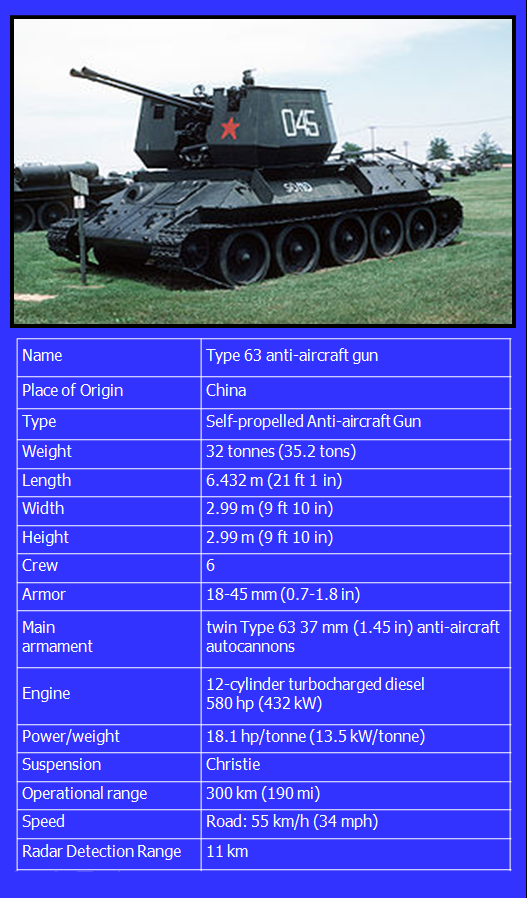 045
Name Type 63 anti-aircraft gun
Place of Origin China
Type Self-propelled Anti-aircraft Gun
Weight 32 tonnes (35.2 tons)
Length 6.432 m (21 ft 1 in)
Width 2.99 m (9 ft 10 in)
Height 2.99 m (9 ft 10 in)
Crew 6
Armor 18-45 mm (0.7-1.8 in)
Main armament twin Type 63 37 mm (1.45 in) anti-aircraft
autocannons
Engine 12-cylinder turbocharged diesel
580 hp (432 kW)
Power/weight 18.1 hp/tonne (13.5 kW/tonne)
Suspension Christie
Operational range 300 km (190 mi)
Speed Road: 55 km/h (34 mph)
Radar Detection Range 11 km